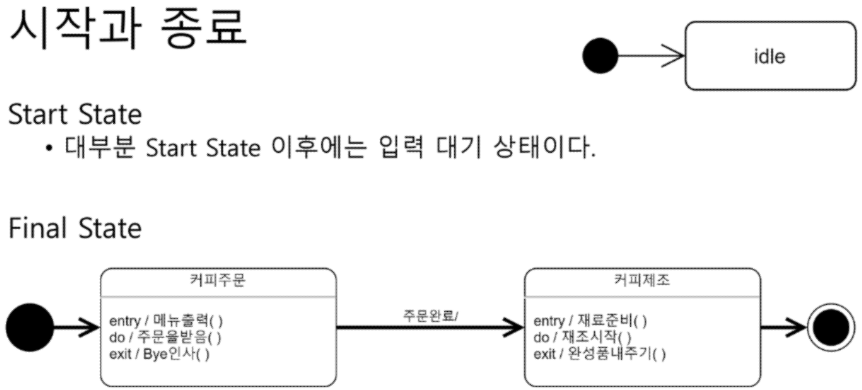 시작과 종료
idle
Start State
• 대부분 Start State 이후에는 입력 대기 상태이다.
Final State
커피주문
entry / 메뉴출력( )
do / 주문을받음( )
exit / Bye인사( )
주문완료/
커피제조
entry / 재료준비( )
do / 재조시작( )
exit / 완성품내주기( )